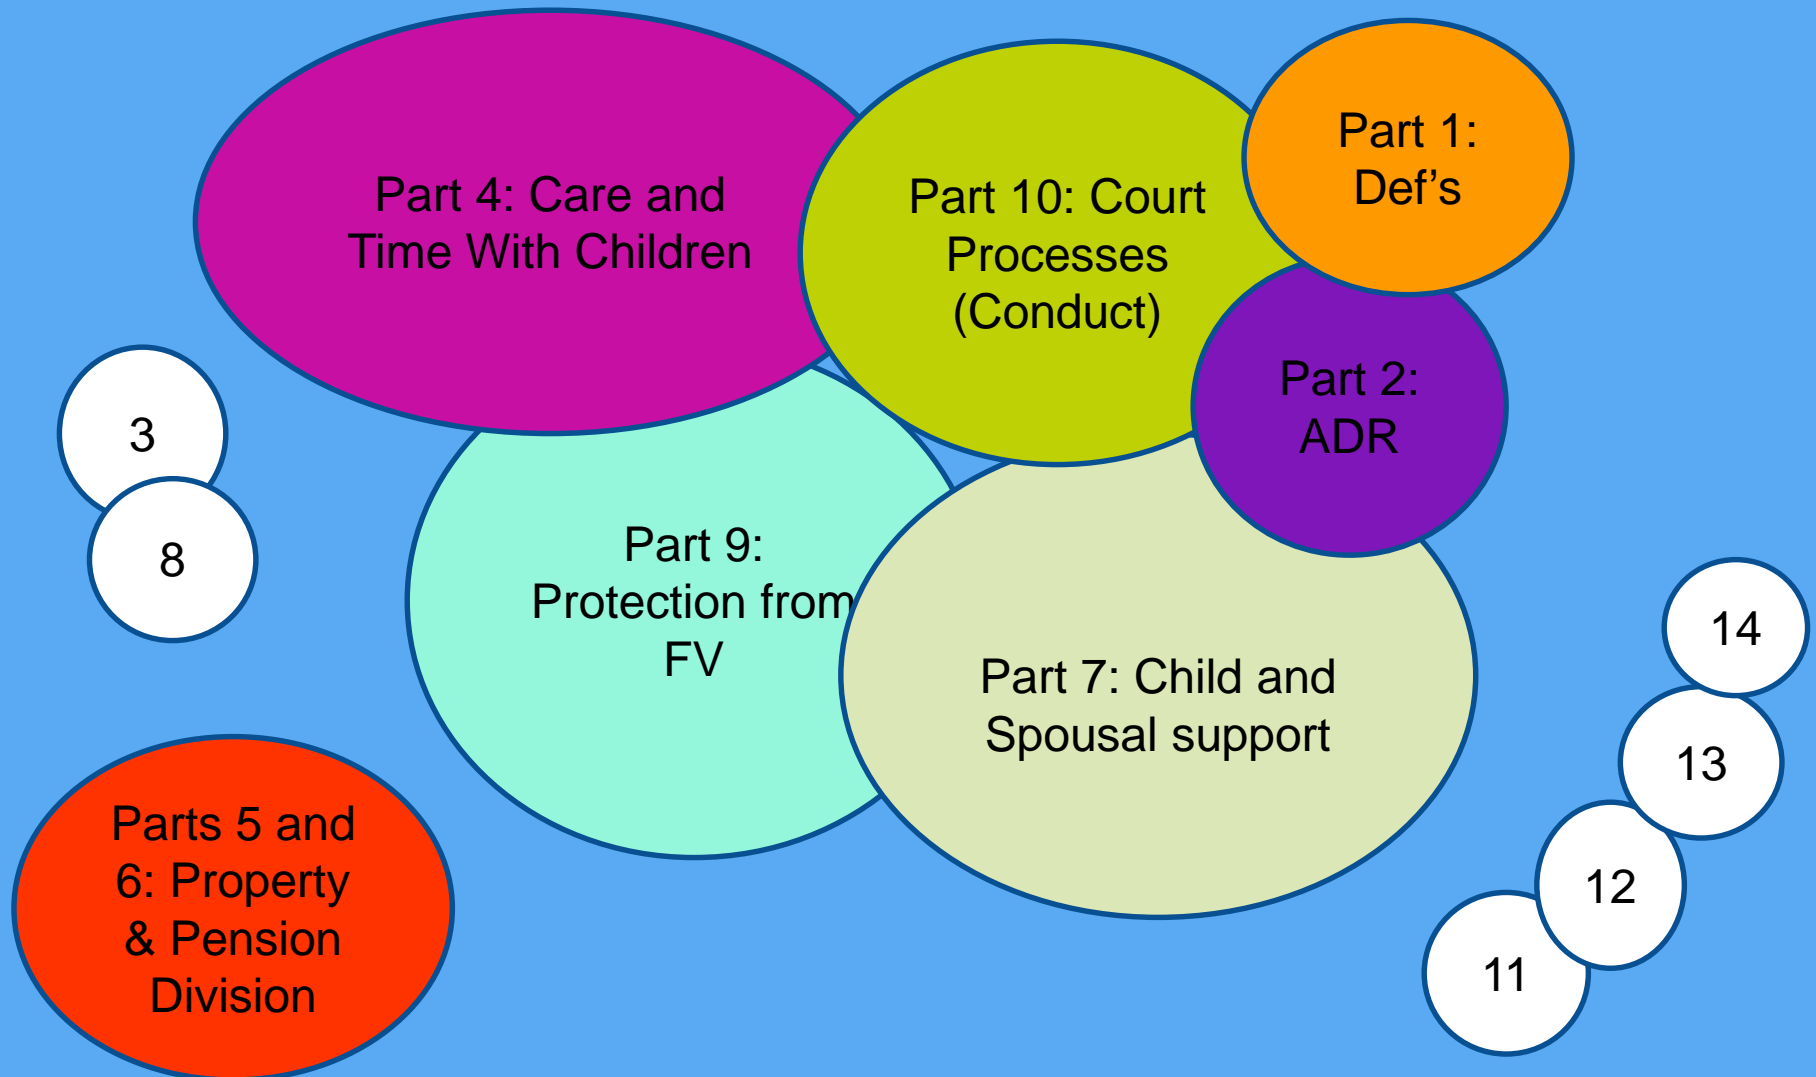 Part 4: Care and
Time With Children
Part 10: Court
Processes
(Conduct)
Part 1:
Def’s
Part 2:
ADR
3
8
Part 9:
Protection from
FV
Part 7: Child and
Spousal support
14
13
12
11
Parts 5 and
6: Property
& Pension
Division